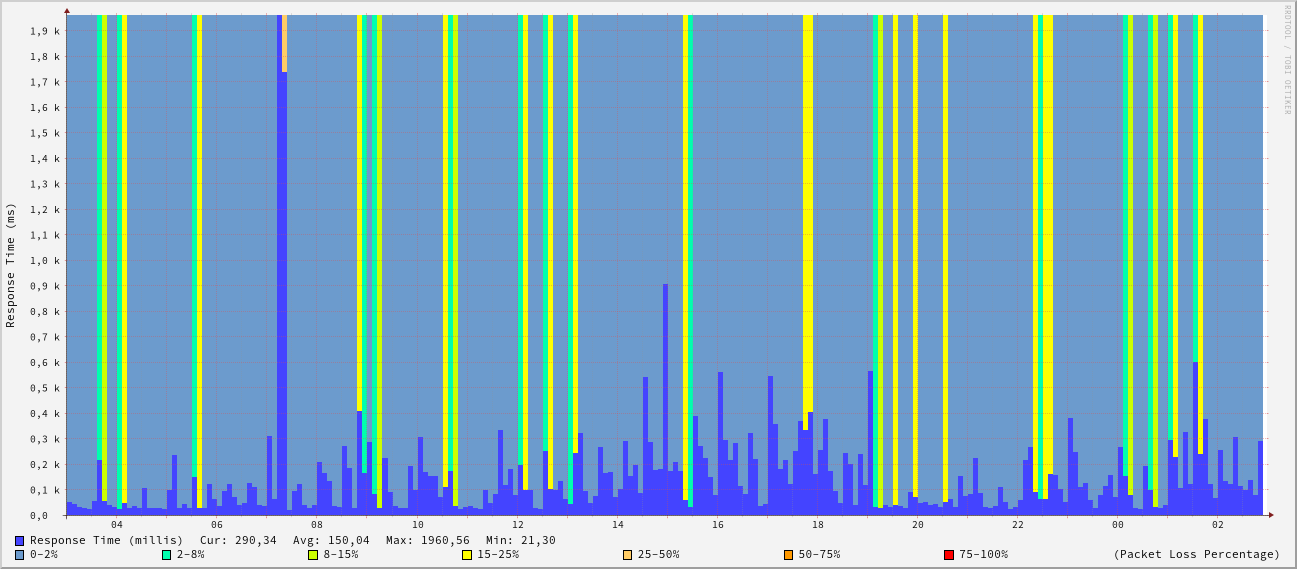 RRDTOOL / TOBI OETIKER
Response Time (ms)
1,9 k
1,8 k
1,7 k
1,6 k
1,5 k
1,4 k
1,3 k
1,2 k
1,1 k
1,0 k
0,9 k
0,8 k
0,7 k
0,6 k
0,5 k
0,4 k
0,3 k
0,2 k
0,1 k
0,0
04 06 08 10 12 14 16 18 20 22 00 02
Response Time (millis) Cur: 290,34 Avg: 150,04 Max: 1960,56 Min: 21,30
0-2% 2-8% 8-15% 15-25% 25-50% 50-75% 75-100% (Packet Loss Percentage)